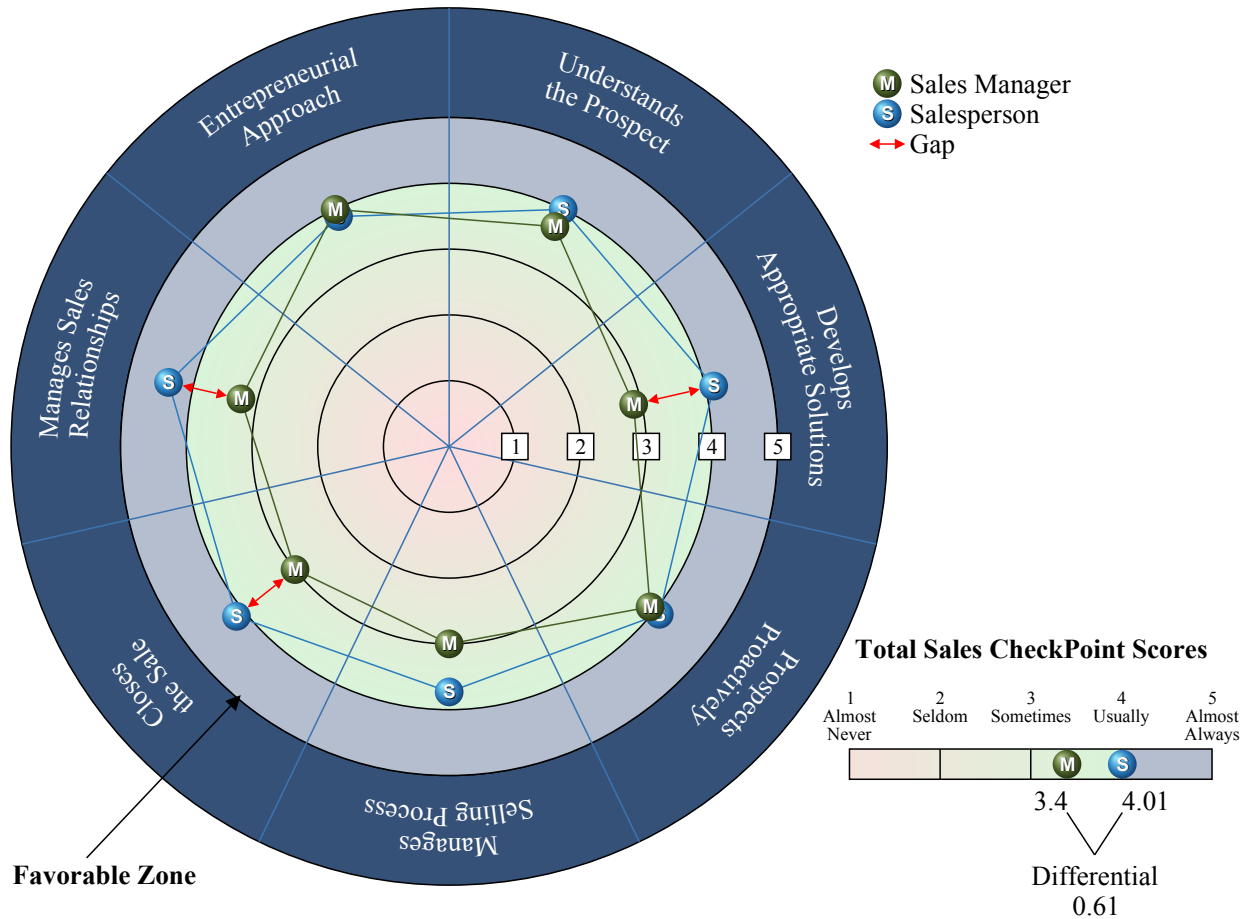 Entrepreneurial
Approach
Understands
the Prospect
M Sales Manager
S Salesperson
Gap
Develops
Appropriate Solutions
Manages Sales
Relationships
M
S
S
M
S
M
M
S
1
2
3
4
5
M
S
M
S
M
S
Closes
the Sale
Prospects
Proactively
Manages
Selling Process
Favorable Zone
Total Sales CheckPoint Scores
1 2 3 4 5
Almost Never
Seldom
Sometimes
Usually
Almost Always
M S
3.4 4.01
Differential
0.61